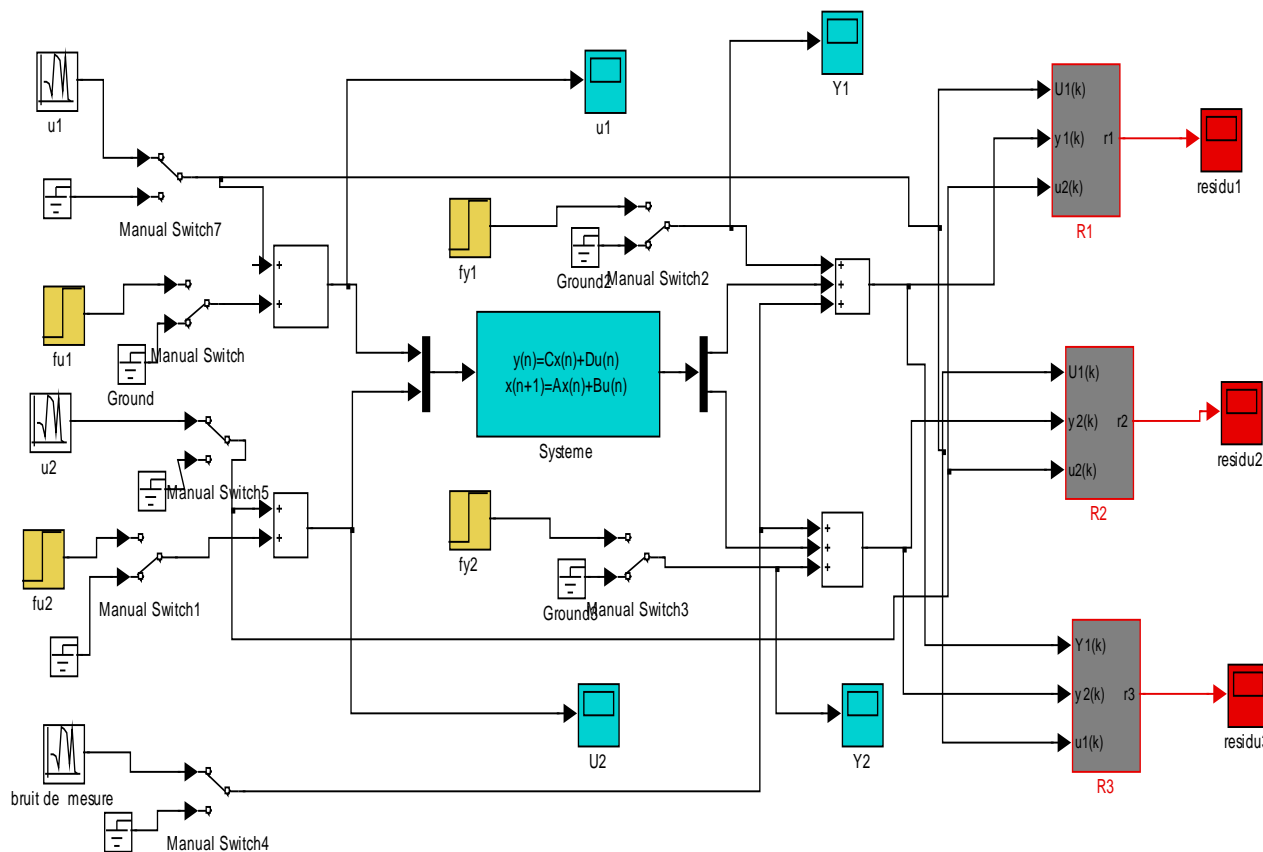 u1
Manual Switch7
+
+
fu1
Manual Switch
Ground
u2
Manual Switch5
+
+
fu2
Manual Switch1
bruit de mesure
Manual Switch4
u1
U2
fy1
Ground2
Manual Switch2
y(n)=Cx(n)+Du(n)
x(n+1)=Ax(n)+Bu(n)
Systeme
fy2
Ground3
Manual Switch3
Y1
+
+
+
+
+
+
Y2
U1(k)
y1(k)
u2(k)
r1
R1
residu1
U1(k)
y2(k)
u2(k)
r2
R2
residu2
Y1(k)
y2(k)
u1(k)
r3
R3
residu3